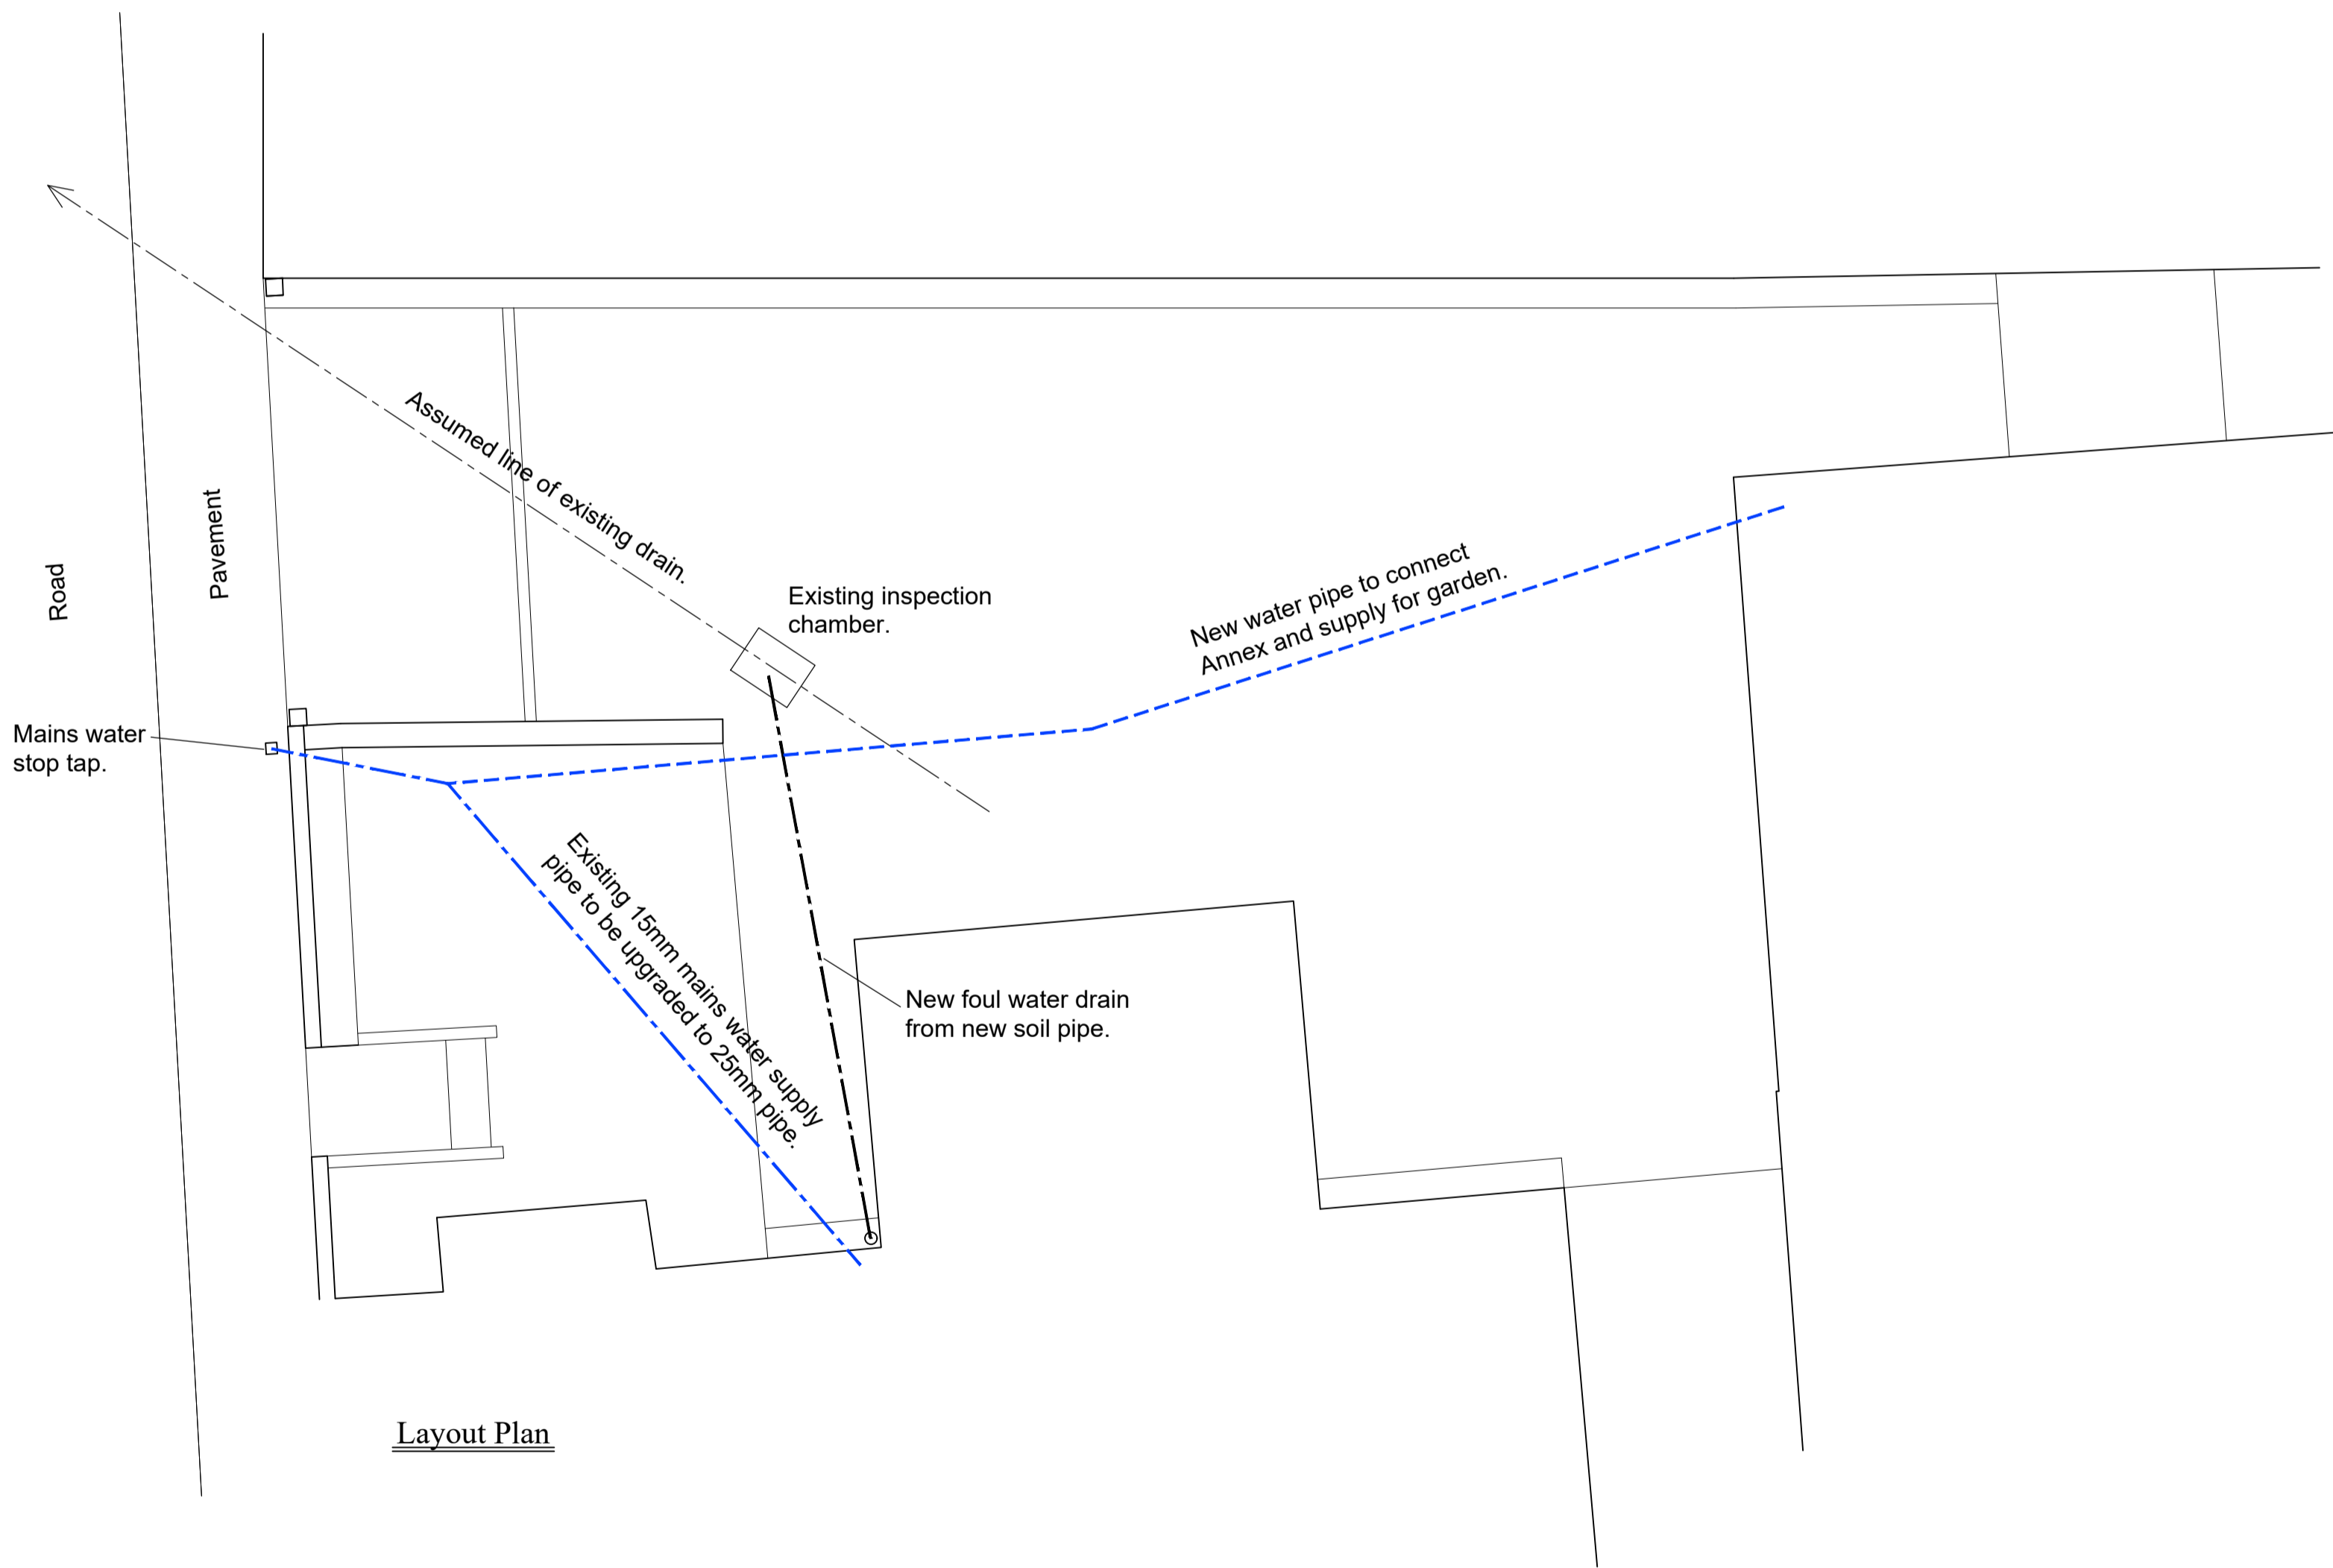 Assumed line of existing drain.
Road
Pavement
Existing inspection
chamber.
New water pipe to connect
Annex and supply for garden.
Mains water
stop tap.
Existing 15mm mains water supply
pipe to be upgraded to 25mm pipe.
New foul water drain
from new soil pipe.
Layout Plan